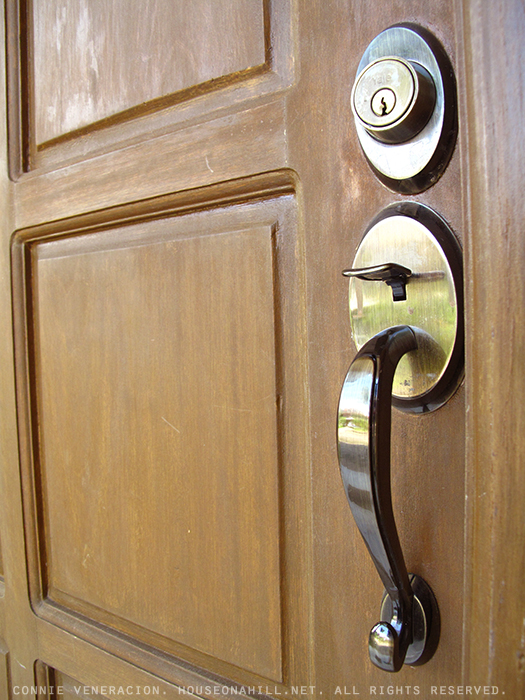 CONNIE VENERACION. HOUSEONAHILL.NET. ALL RIGHTS RESERVED.